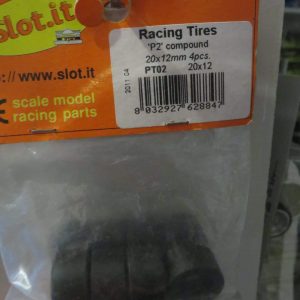 Slot.it
Racing Tires
'P2' compound
20x12mm 4pcs.
PT02 20x12
2011 04
8 032927 628847
www.slot.it
scale model
racing parts